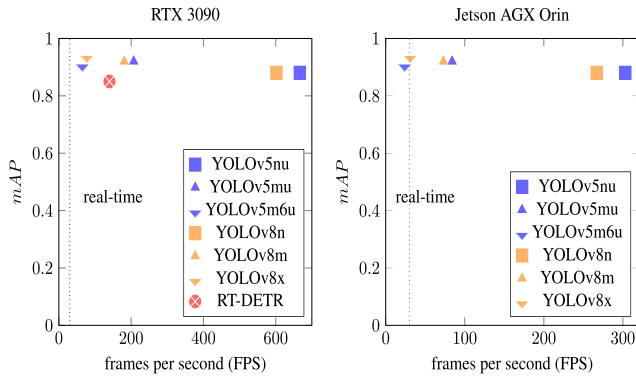 RTX 3090
1
0.8
0.6
0.4
0.2
0
mAP
real-time
YOLOv5nu
YOLOv5mu
YOLOv5m6u
YOLOv8n
YOLOv8m
YOLOv8x
RT-DETR
0 200 400 600
frames per second (FPS)
Jetson AGX Orin
1
0.8
0.6
0.4
0.2
0
mAP
real-time
YOLOv5nu
YOLOv5mu
YOLOv5m6u
YOLOv8n
YOLOv8m
YOLOv8x
0 100 200 300
frames per second (FPS)